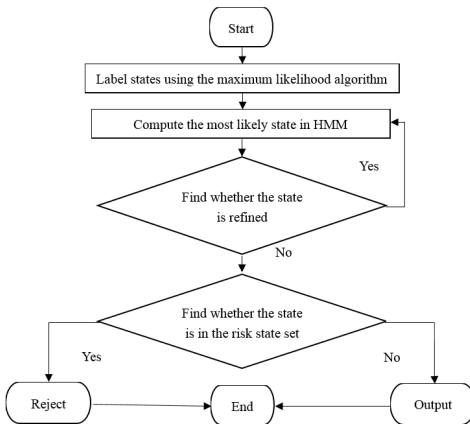 Start
Label states using the maximum likelihood algorithm
Compute the most likely state in HMM
Yes
Find whether the state
is refined
No
Find whether the state
is in the risk state set
Yes
No
Reject
End
Output